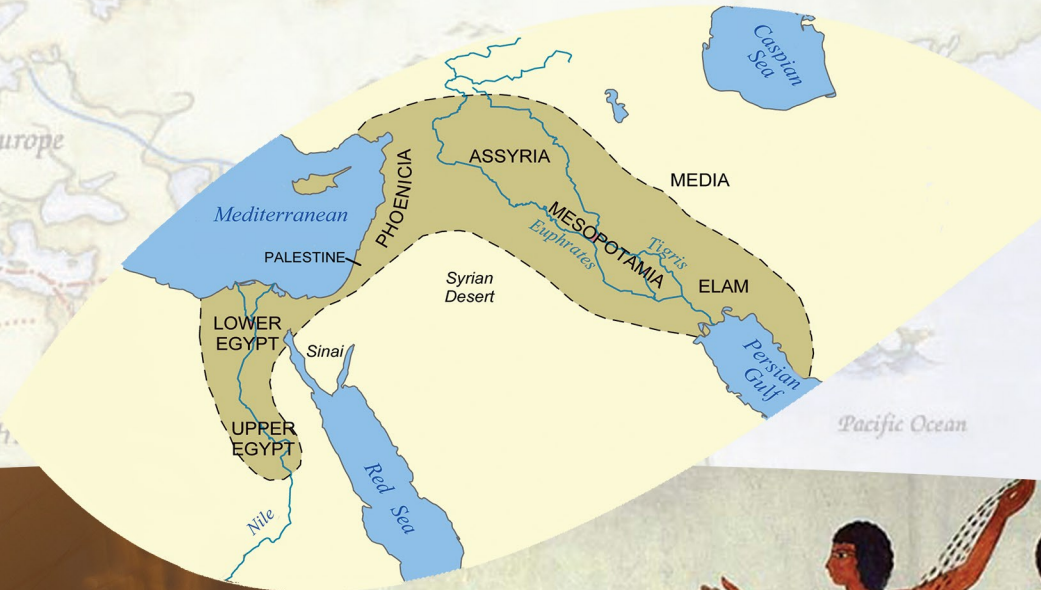 Caspian
Sea
urope
ASSYRIA
PHOENICIA
MEDIA
Mediterranean
MESOPOTAMIA
Euphrates
Tigris
PALESTINE
Syrian
Desert
ELAM
LOWER
EGYPT
Sinai
Persian
Gulf
Pacific Ocean
UPPER
EGYPT
h.
Red Sea
Nile